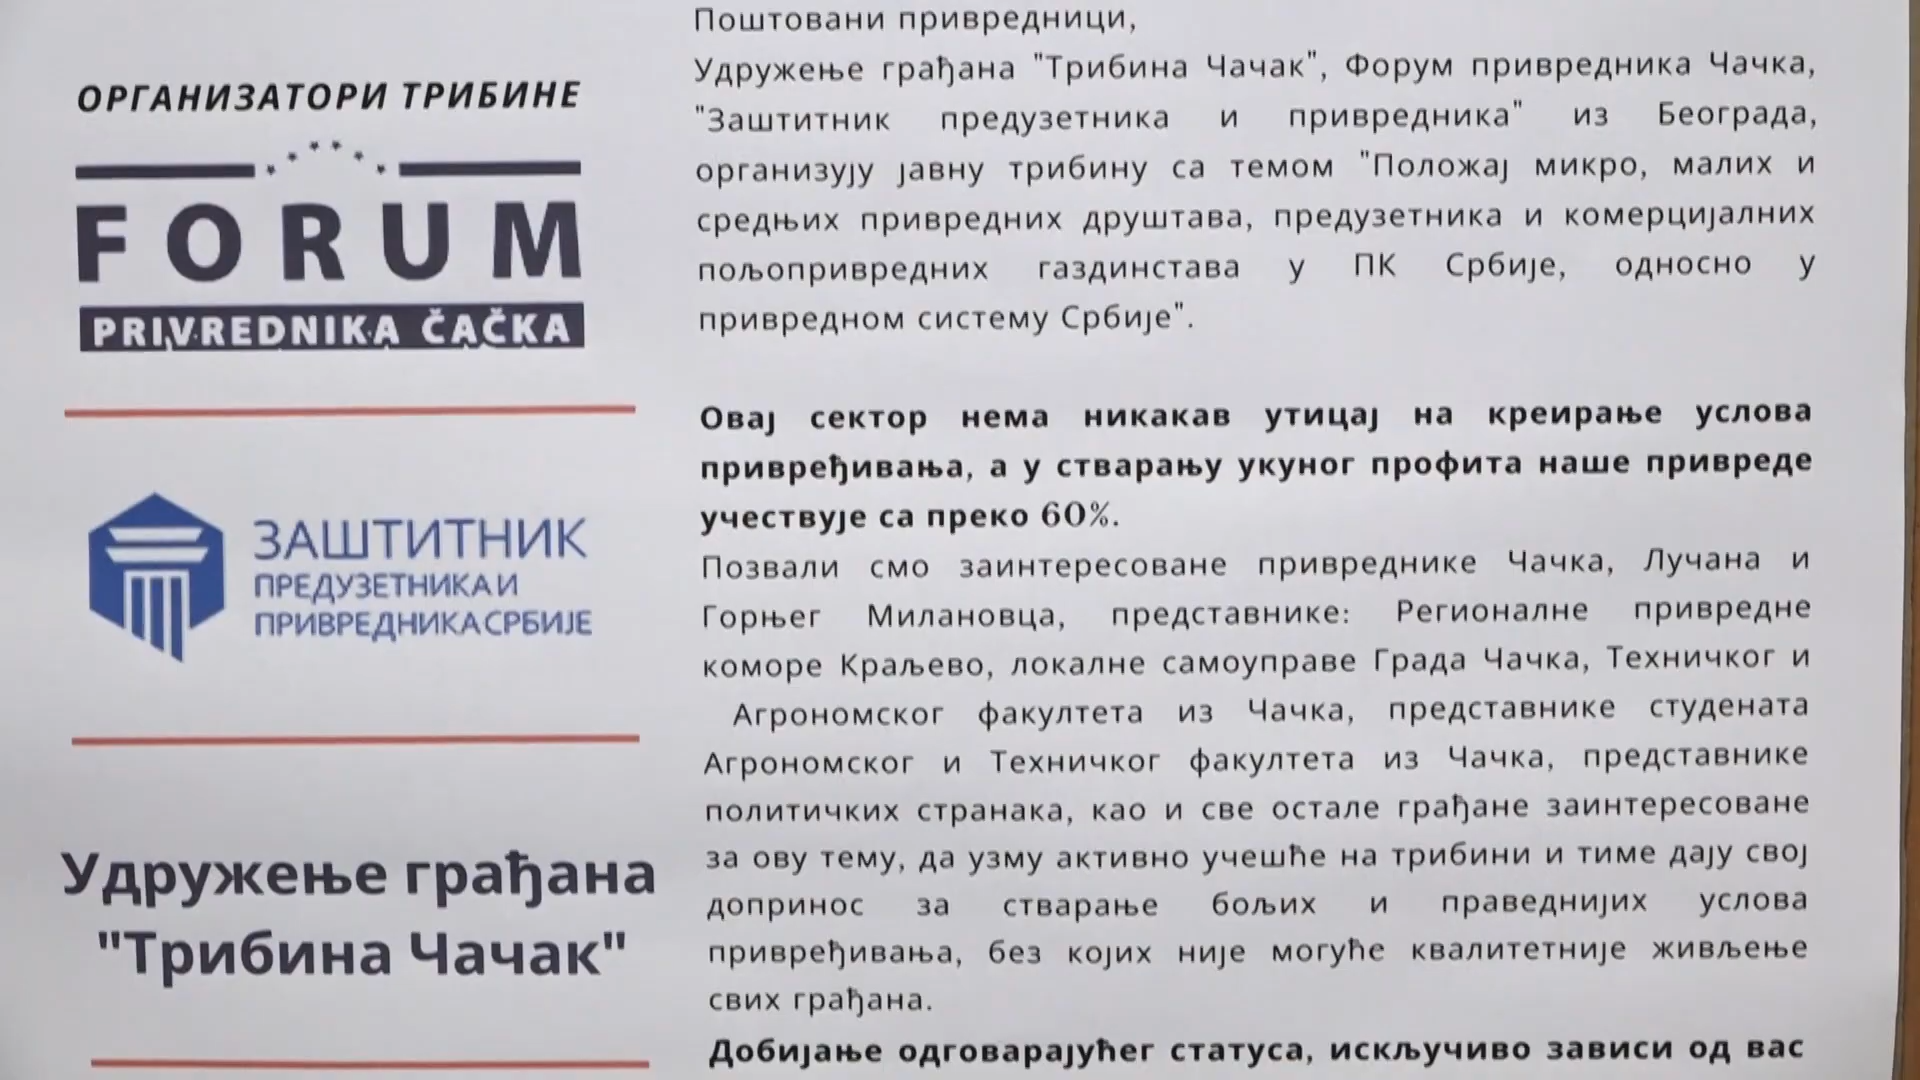 ОРГАНИЗАТОРИ ТРИБИНЕ
FORUM
PRIVREDNIKA ČAČKA
ЗАШТИТНИК
ПРЕДУЗЕТНИКА И
ПРИВРЕДНИКА СРБИЈЕ
Удружење грађана
"Трибина Чачак"
Поштовани привредници,
Удружење грађана "Трибина Чачак", Форум привредника Чачка,
"Заштитник предузетника и привредника" из Београда,
организују јавну трибину са темом "Положај микро, малих и
средњих привредних друштава, предузетника и комерцијалних
пољопривредних газдинстава у ПК Србије, односно у
привредном систему Србије".
Овај сектор нема никакав утицај на креирање услова
привређивања, а у стварању укуног профита наше привреде
учествује са преко 60%.
Позвали смо заинтересоване привреднике Чачка, Лучана и
Горњег Милановца, представнике: Регионалне привредне
коморе Краљево, локалне самоуправе Града Чачка, Техничког и
Агрономског факултета из Чачка, представнике студената
Агрономског и Техничког факултета из Чачка, представнике
политичких странака, као и све остале грађане заинтересоване
за ову тему, да узму активно учешће на трибини и тиме дају свој
допринос за стварање бољих и праведнијих услова
привређивања, без којих није могуће квалитетније живљење
свих грађана.
Добијање одговарајућег статуса, искључиво зависи од вас